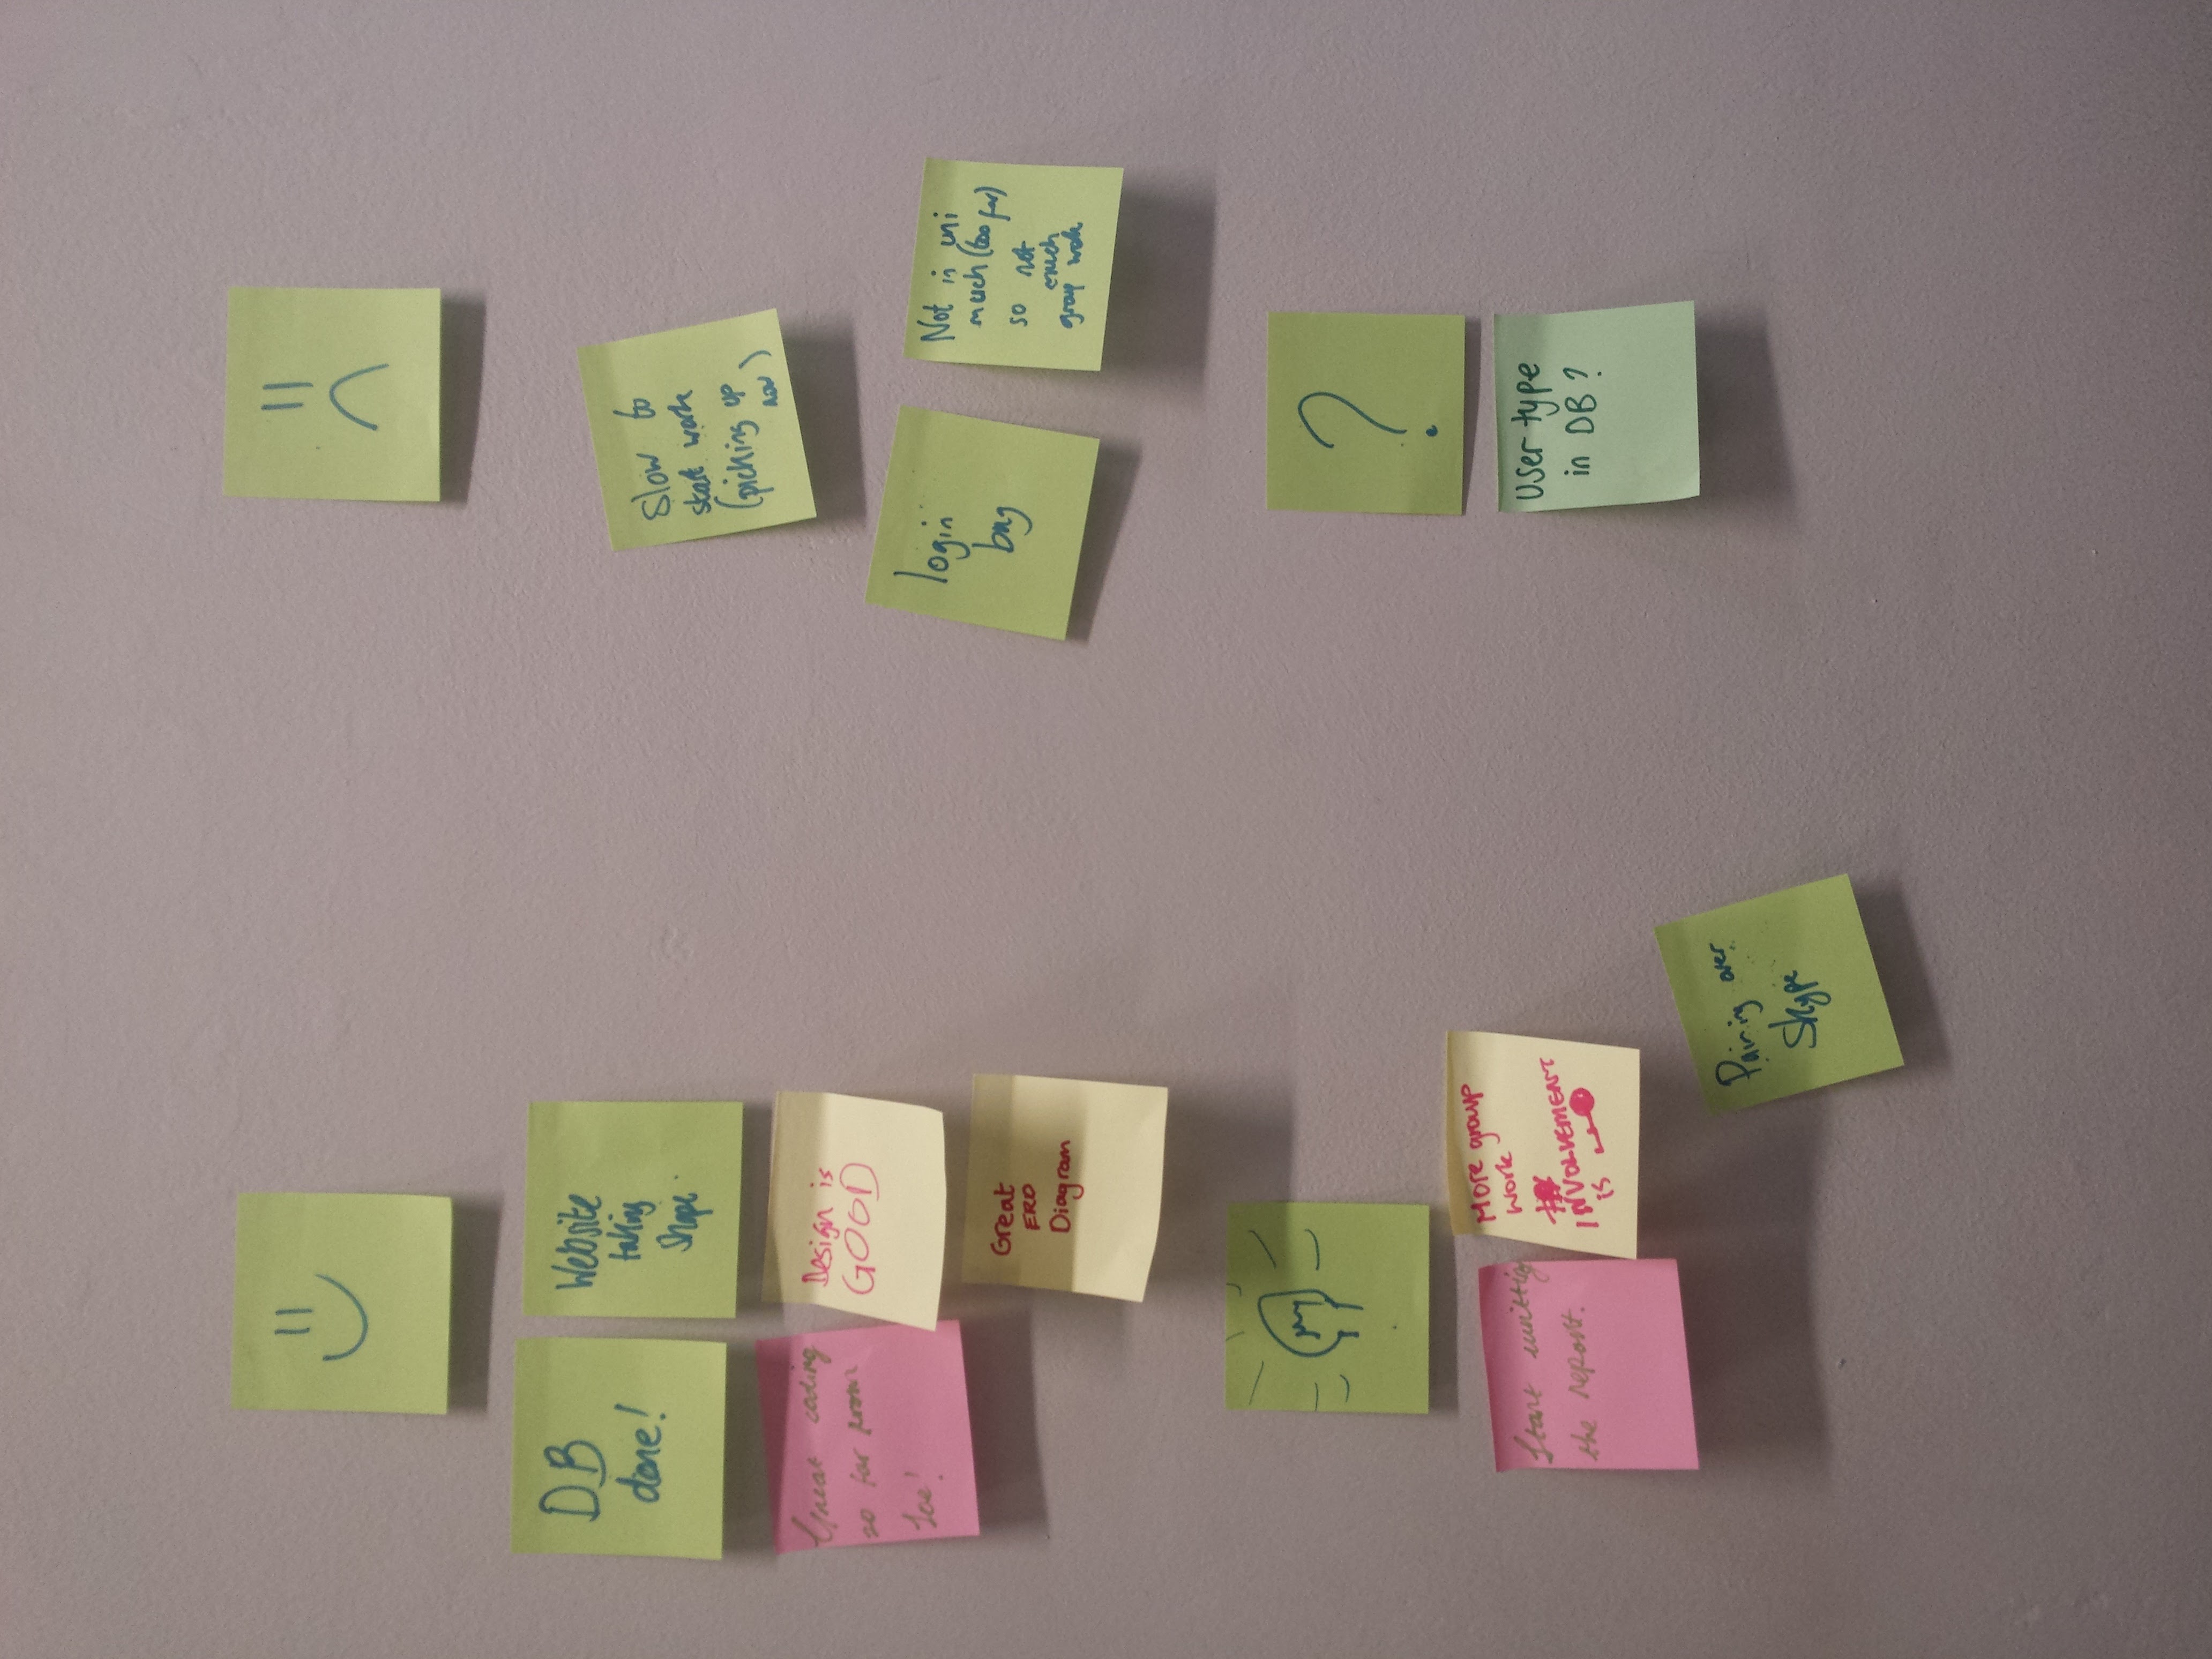 DB
done!
Website
taking
shape.
Great coding
so far from
Joe!
Design is
GOOD
Great
ERD
Diagram
Slow to
start work
(picking up
now)
login
bug
Not in uni
much (too far)
so not
much
group work
Start writting
the report.
More group
work
INVOLVEMENT
is
Pairing over
Skype
?
User type
in DB?